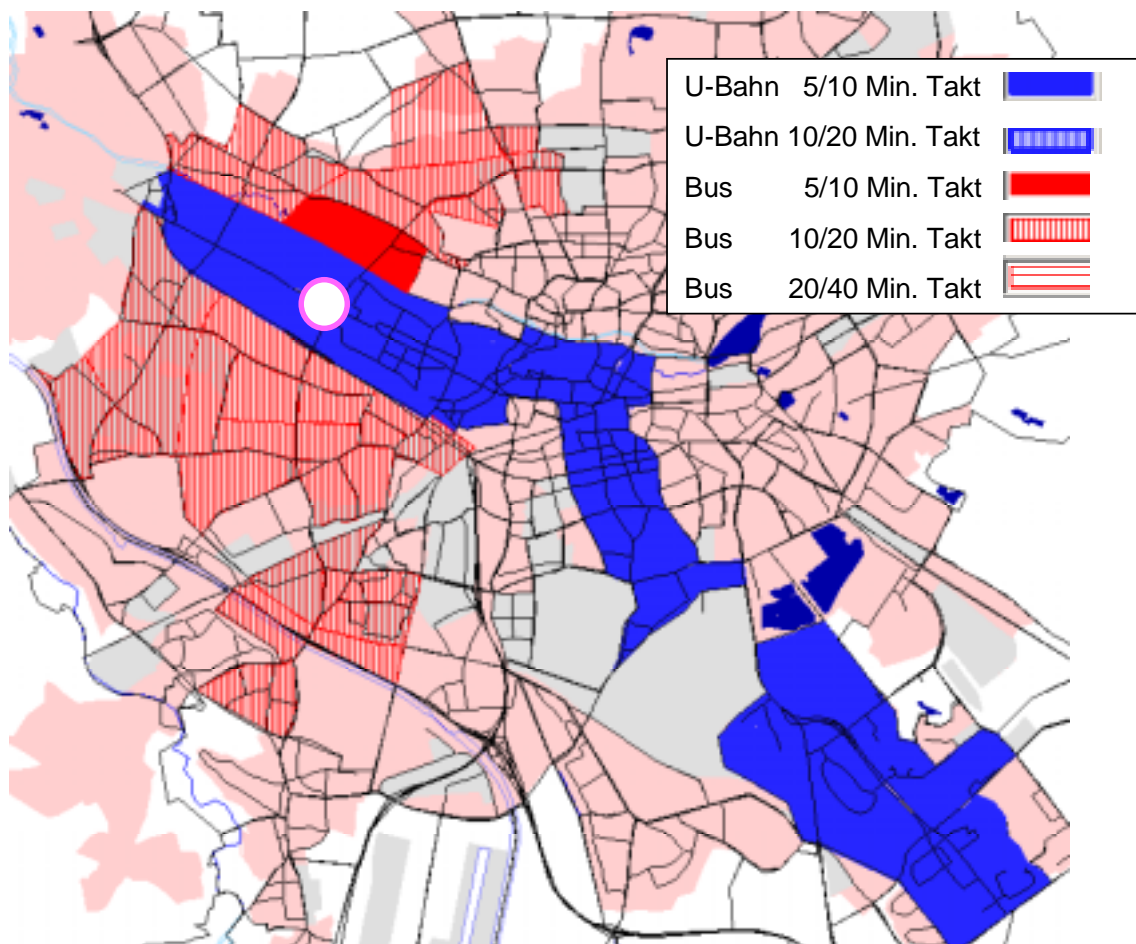 U-Bahn 5/10 Min. Takt
U-Bahn 10/20 Min. Takt
Bus 5/10 Min. Takt
Bus 10/20 Min. Takt
Bus 20/40 Min. Takt